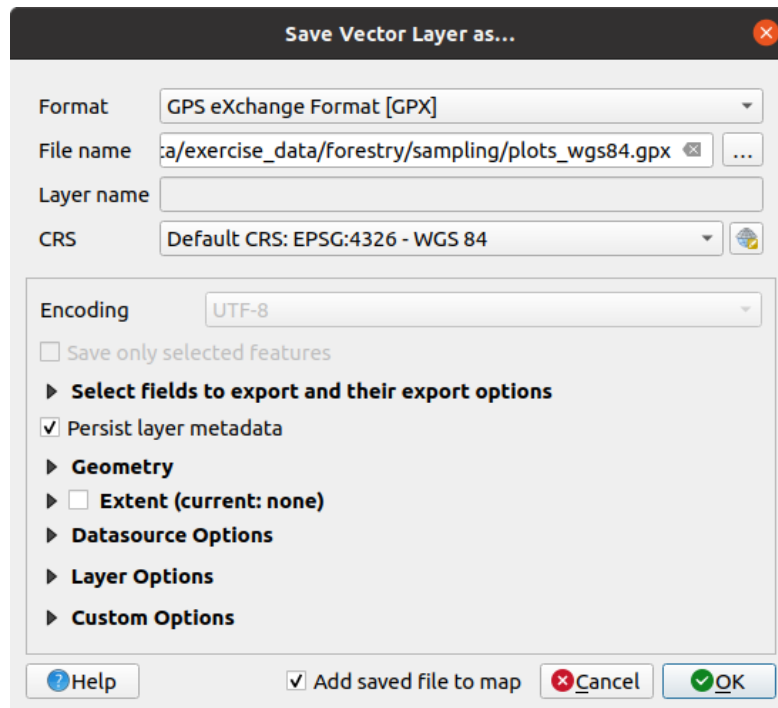 Save Vector Layer as...
Format GPS eXchange Format [GPX]
File name ta/exercise_data/forestry/sampling/plots_wgs84.gpx ...
Layer name
CRS Default CRS: EPSG:4326 - WGS 84
Encoding UTF-8
Save only selected features
Select fields to export and their export options
Persist layer metadata
Geometry
Extent (current: none)
Datasource Options
Layer Options
Custom Options
Help Add saved file to map Cancel OK